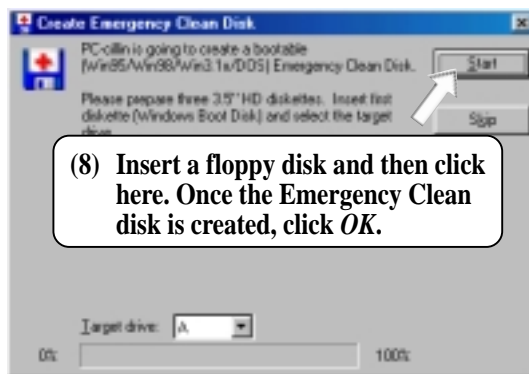 Create Emergency Clean Disk
PC-cillin is going to create a bootable
(Win95/Win98/Win3.1x/DOS) Emergency Clean Disk.
Start
Please prepare three 3.5" HD diskettes. Insert first
diskette (Windows Boot Disk) and select the target
drive.
Skip
(8) Insert a floppy disk and then click
here. Once the Emergency Clean
disk is created, click OK.
Target drive: A:
0% 100%